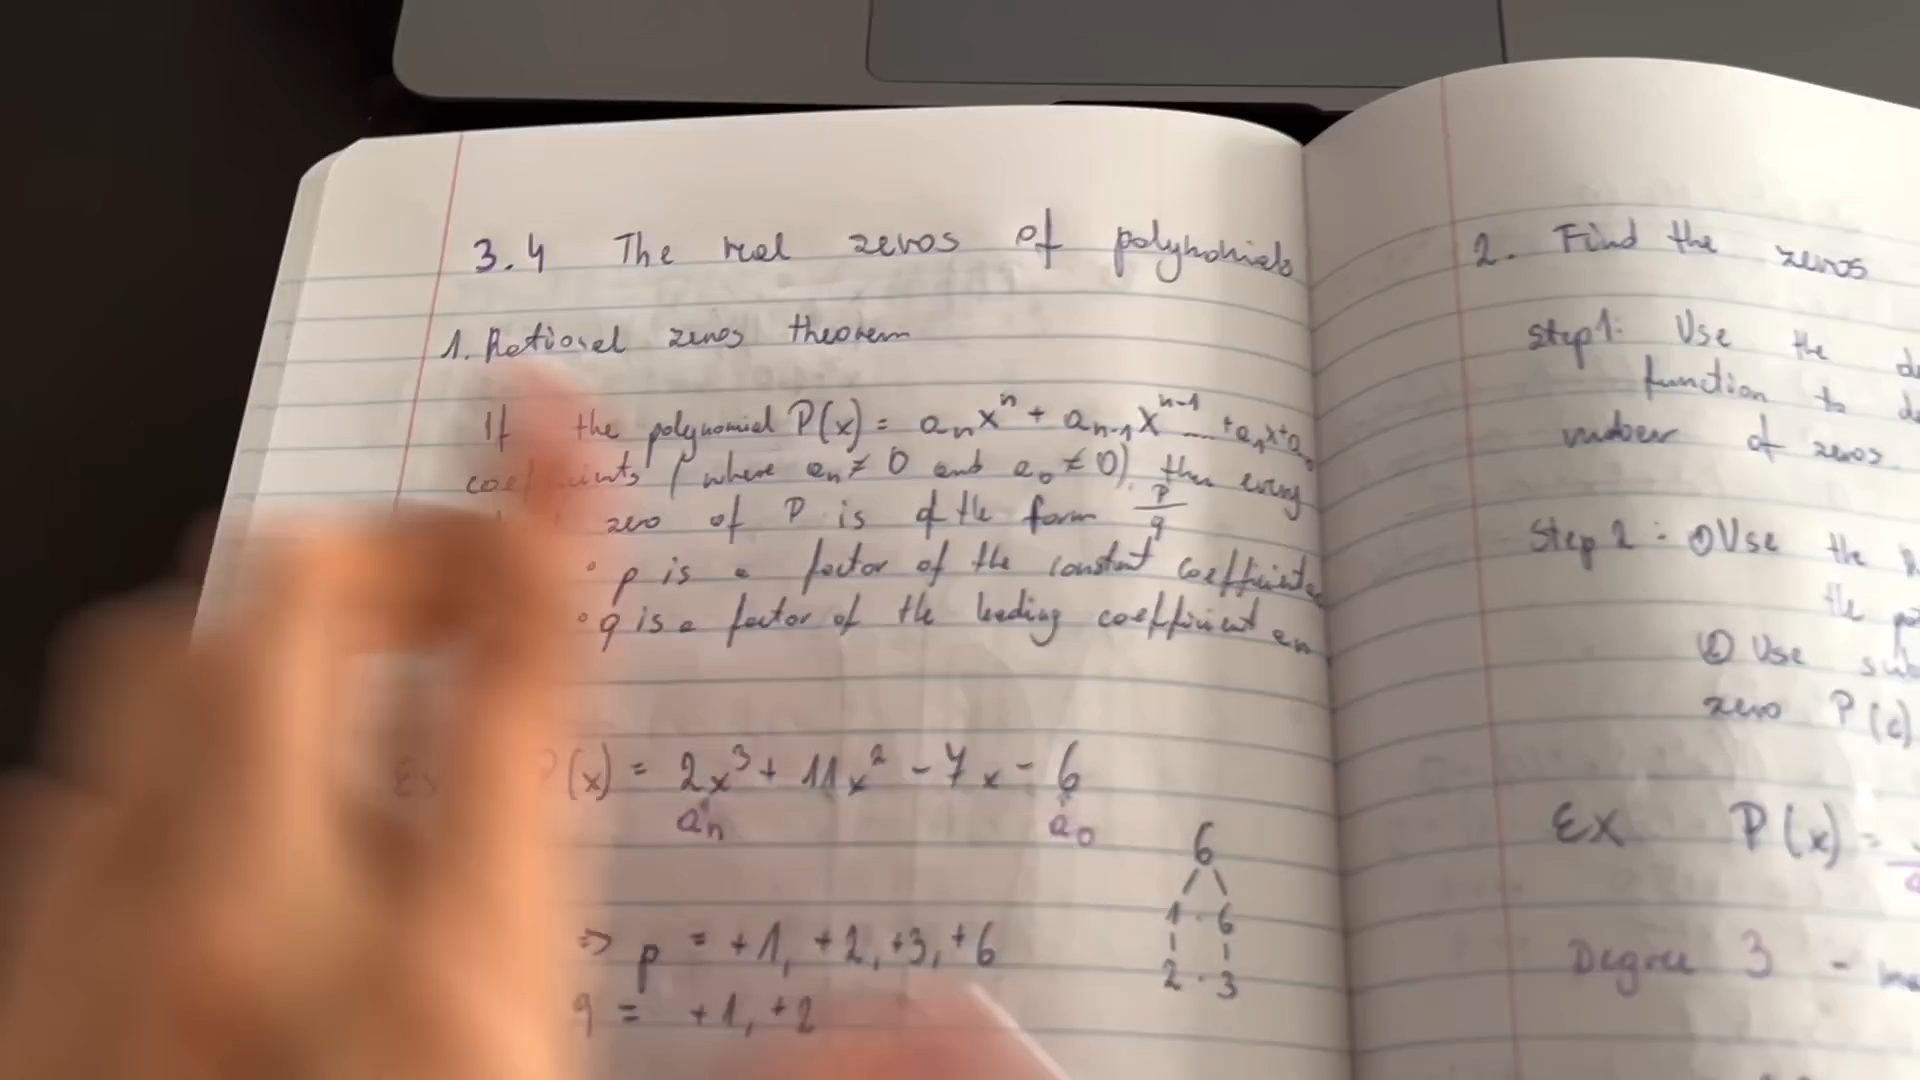 3.4 The real zeros of polynomials
1. Rational zeros theorem
If the polynomial P(x) = aₙxⁿ + aₙ₋₁xⁿ⁻¹ ... + a₁x + a₀
(where aₙ ≠ 0 and a₀ ≠ 0), then every
zero of P is of the form p/q
° p is a factor of the constant coefficient
° q is a factor of the leading coefficient aₙ
Ex P(x) = 2x³ + 11x² - 7x - 6
aₙ a₀
6
1 · 6
2 · 3
=> p = +1, +2, +3, +6
q = +1, +2
2. Find the zeros
Step 1: Use the
function to
number of zeros.
Step 2: ① Use the
the
② Use
zero P(c)
Ex P(x) =
Degree 3 -